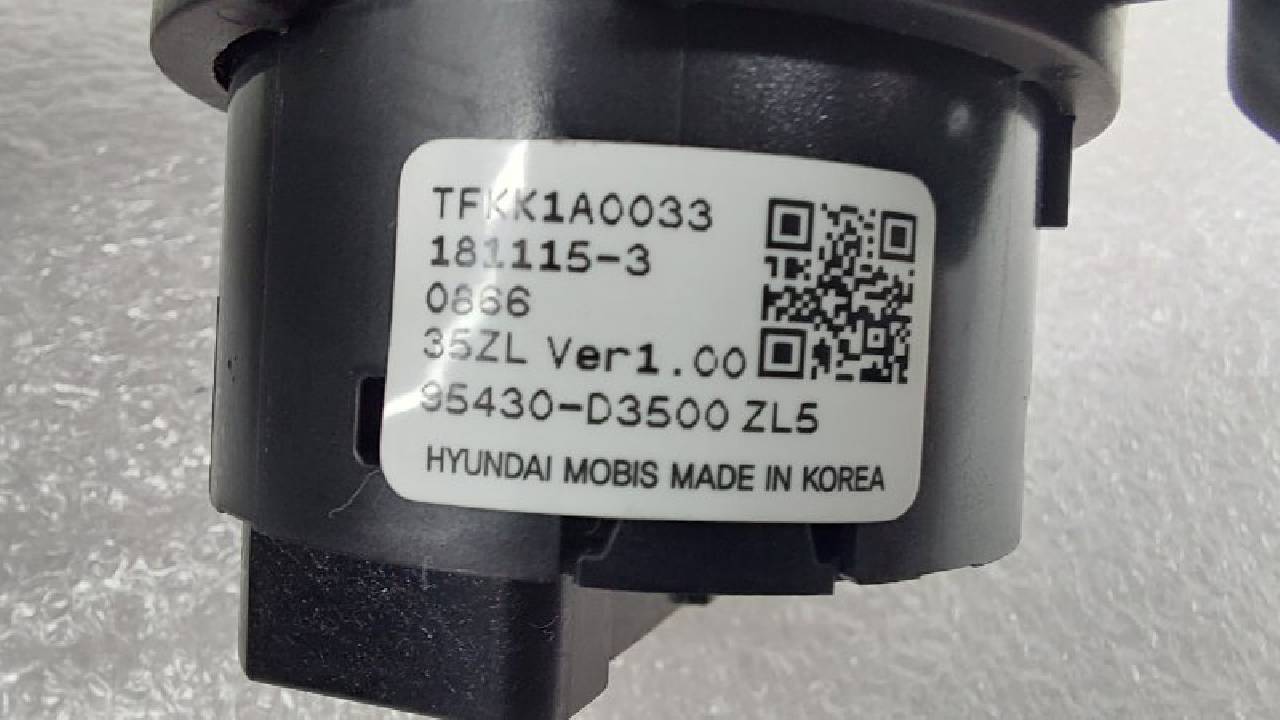 TFKK1A0033
181115-3
0866
35ZL Ver1.00
95430-D3500 ZL5
HYUNDAI MOBIS MADE IN KOREA